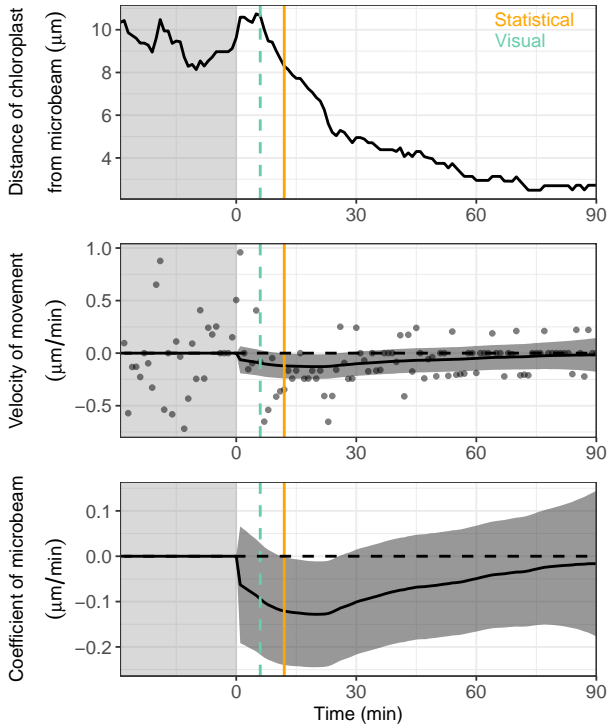 Statistical
Visual
Distance of chloroplast
from microbeam (μm)
10
8
6
4
0 30 60 90
Velocity of movement
(μm/min)
1.0
0.5
0.0
−0.5
0 30 60 90
Coefficient of microbeam
(μm/min)
0.1
0.0
−0.1
−0.2
0 30 60 90
Time (min)